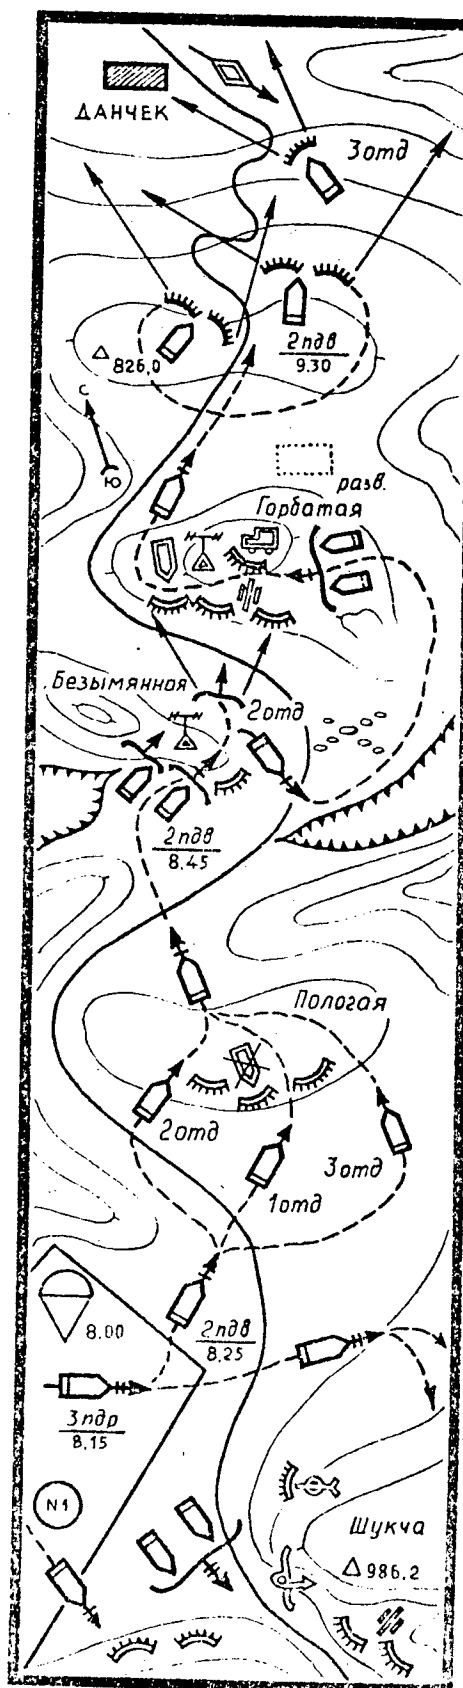 ДАНЧЕК
3отд
2пдв
9.30
826,0
С
Ю
разв.
Горбатая
Безымянная
2отд
2пдв
8.45
Пологая
2отд
3отд
1отд
8.00
2пдв
8.25
3пдр
8.15
N1
Шукча
986.2